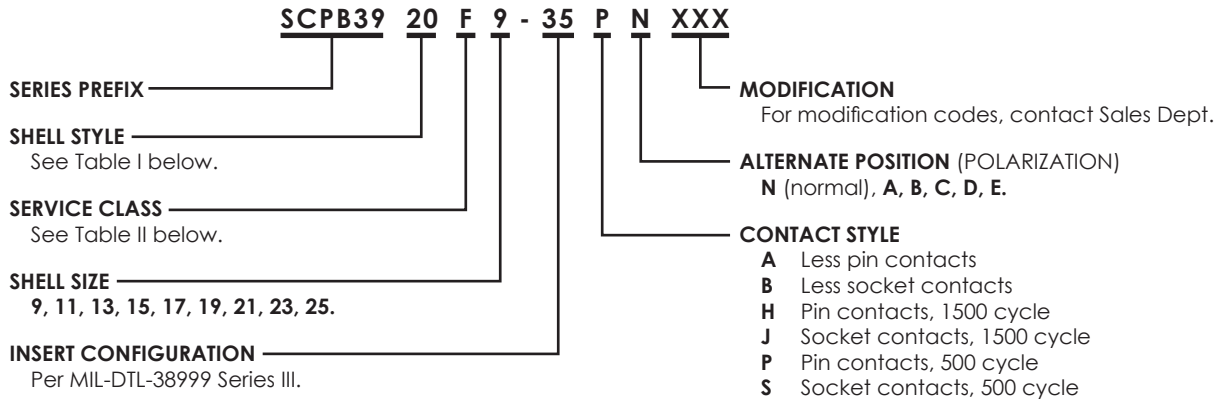 SCPB39 20 F 9 - 35 P N XXX
SERIES PREFIX
SHELL STYLE
See Table I below.
SERVICE CLASS
See Table II below.
SHELL SIZE
9, 11, 13, 15, 17, 19, 21, 23, 25.
INSERT CONFIGURATION
Per MIL-DTL-38999 Series III.
MODIFICATION
For modification codes, contact Sales Dept.
ALTERNATE POSITION (POLARIZATION)
N (normal), A, B, C, D, E.
CONTACT STYLE
A Less pin contacts
B Less socket contacts
H Pin contacts, 1500 cycle
J Socket contacts, 1500 cycle
P Pin contacts, 500 cycle
S Socket contacts, 500 cycle